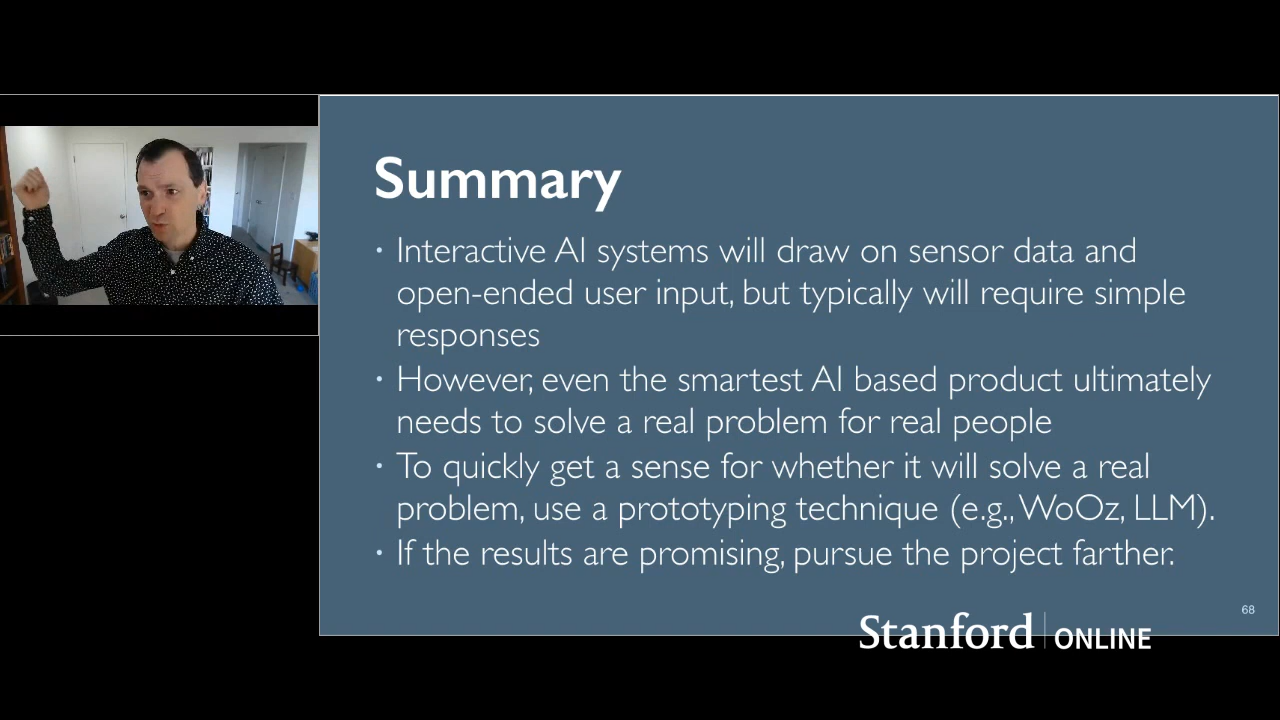 Summary
• Interactive AI systems will draw on sensor data and
open-ended user input, but typically will require simple
responses
• However, even the smartest AI based product ultimately
needs to solve a real problem for real people
• To quickly get a sense for whether it will solve a real
problem, use a prototyping technique (e.g., WoOz, LLM).
• If the results are promising, pursue the project farther.
68
Stanford ONLINE